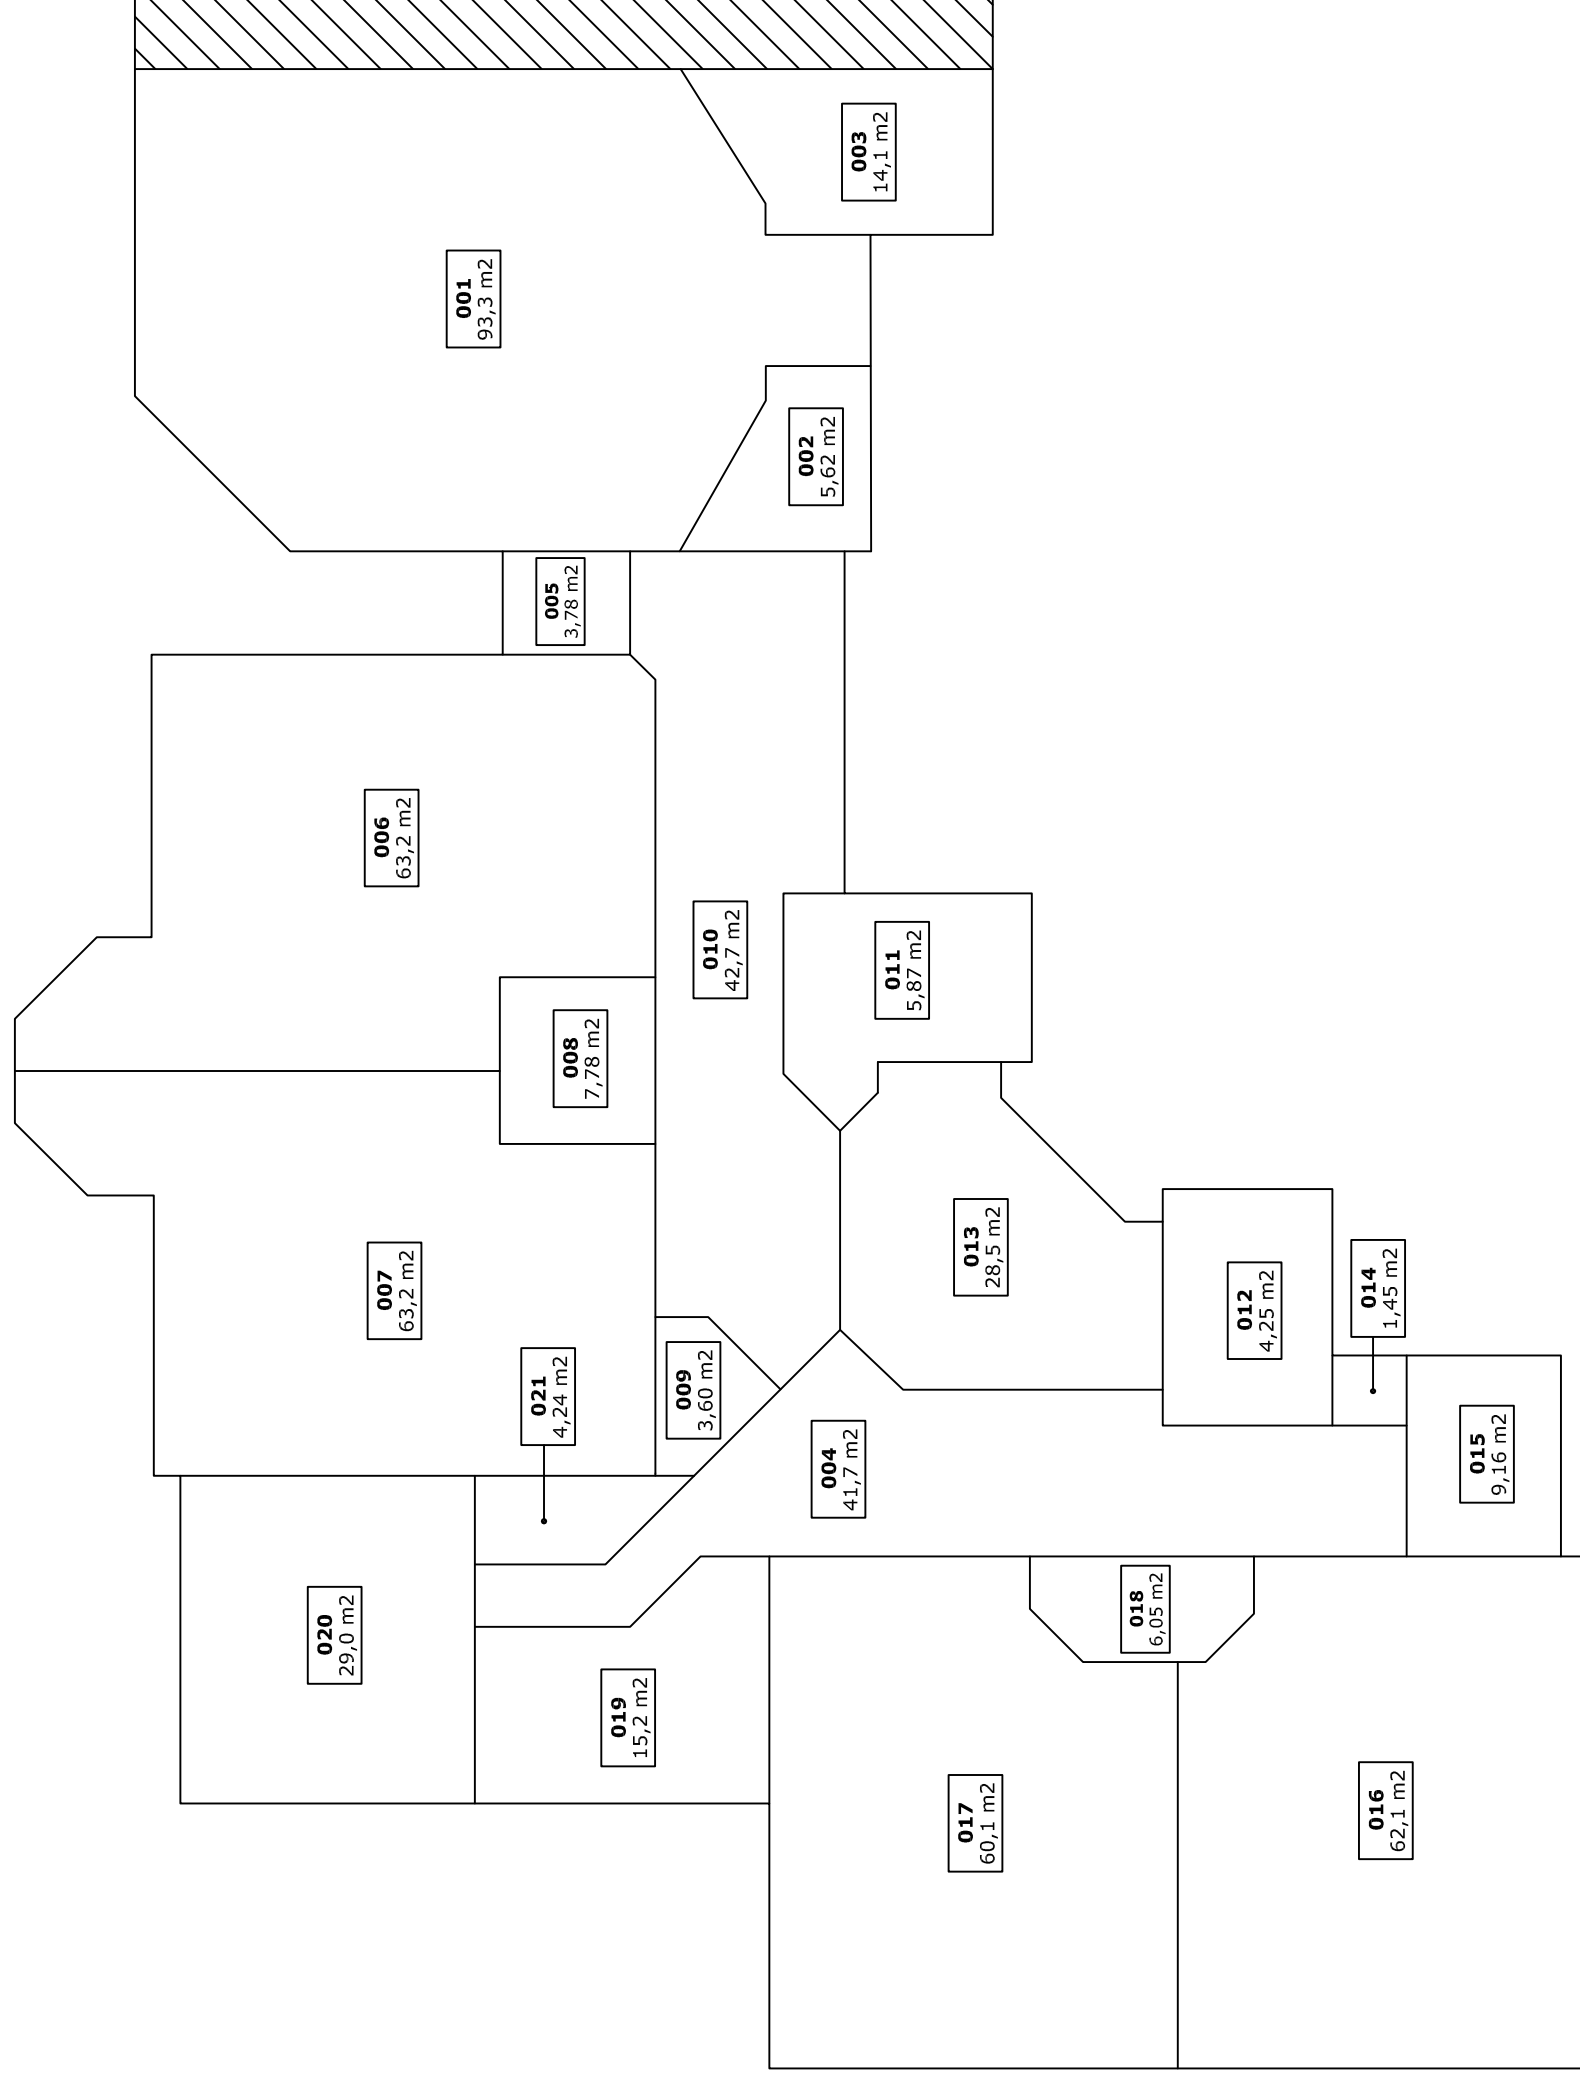 001
93,3 m2
002
5,62 m2
003
14,1 m2
004
41,7 m2
005
3,78 m2
006
63,2 m2
007
63,2 m2
008
7,78 m2
009
3,60 m2
010
42,7 m2
011
5,87 m2
012
4,25 m2
013
28,5 m2
014
1,45 m2
015
9,16 m2
016
62,1 m2
017
60,1 m2
018
6,05 m2
019
15,2 m2
020
29,0 m2
021
4,24 m2